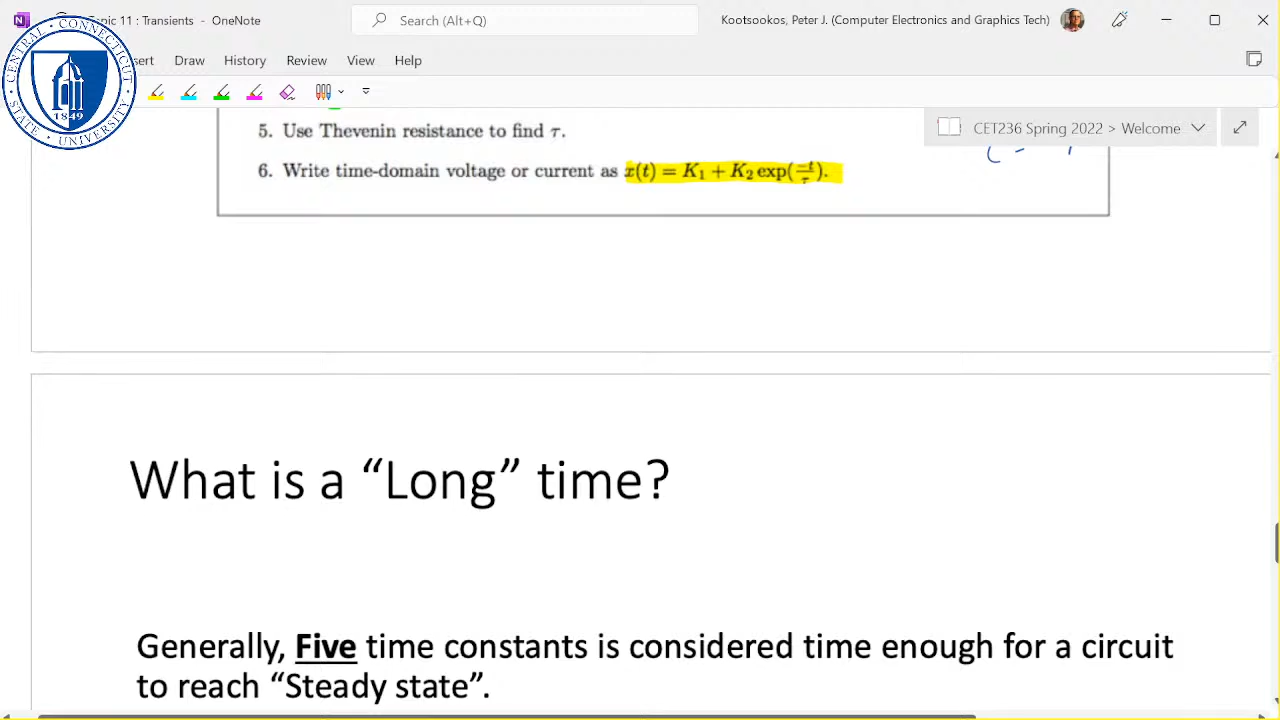 Topic 11 : Transients - OneNote
Search (Alt+Q)
Kootsookos, Peter J. (Computer Electronics and Graphics Tech)
Draw
History
Review
View
Help
CENTRAL · CONNECTICUT
STATE · UNIVERSITY
1849
CET236 Spring 2022 > Welcome
5. Use Thevenin resistance to find τ.
6. Write time-domain voltage or current as x(t) = K₁ + K₂ exp(−t/τ).
What is a “Long” time?
Generally, Five time constants is considered time enough for a circuit
to reach “Steady state”.